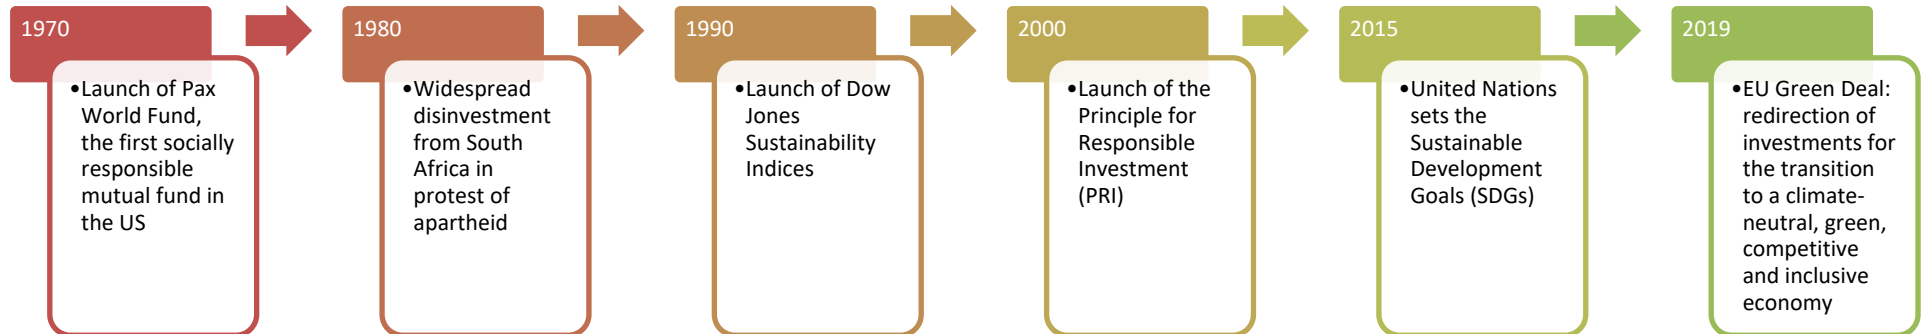 1970
•Launch of Pax
World Fund,
the first socially
responsible
mutual fund in
the US
1980
•Widespread
disinvestment
from South
Africa in
protest of
apartheid
1990
•Launch of Dow
Jones
Sustainability
Indices
2000
•Launch of the
Principle for
Responsible
Investment
(PRI)
2015
•United Nations
sets the
Sustainable
Development
Goals (SDGs)
2019
•EU Green Deal:
redirection of
investments for
the transition
to a climate-
neutral, green,
competitive
and inclusive
economy